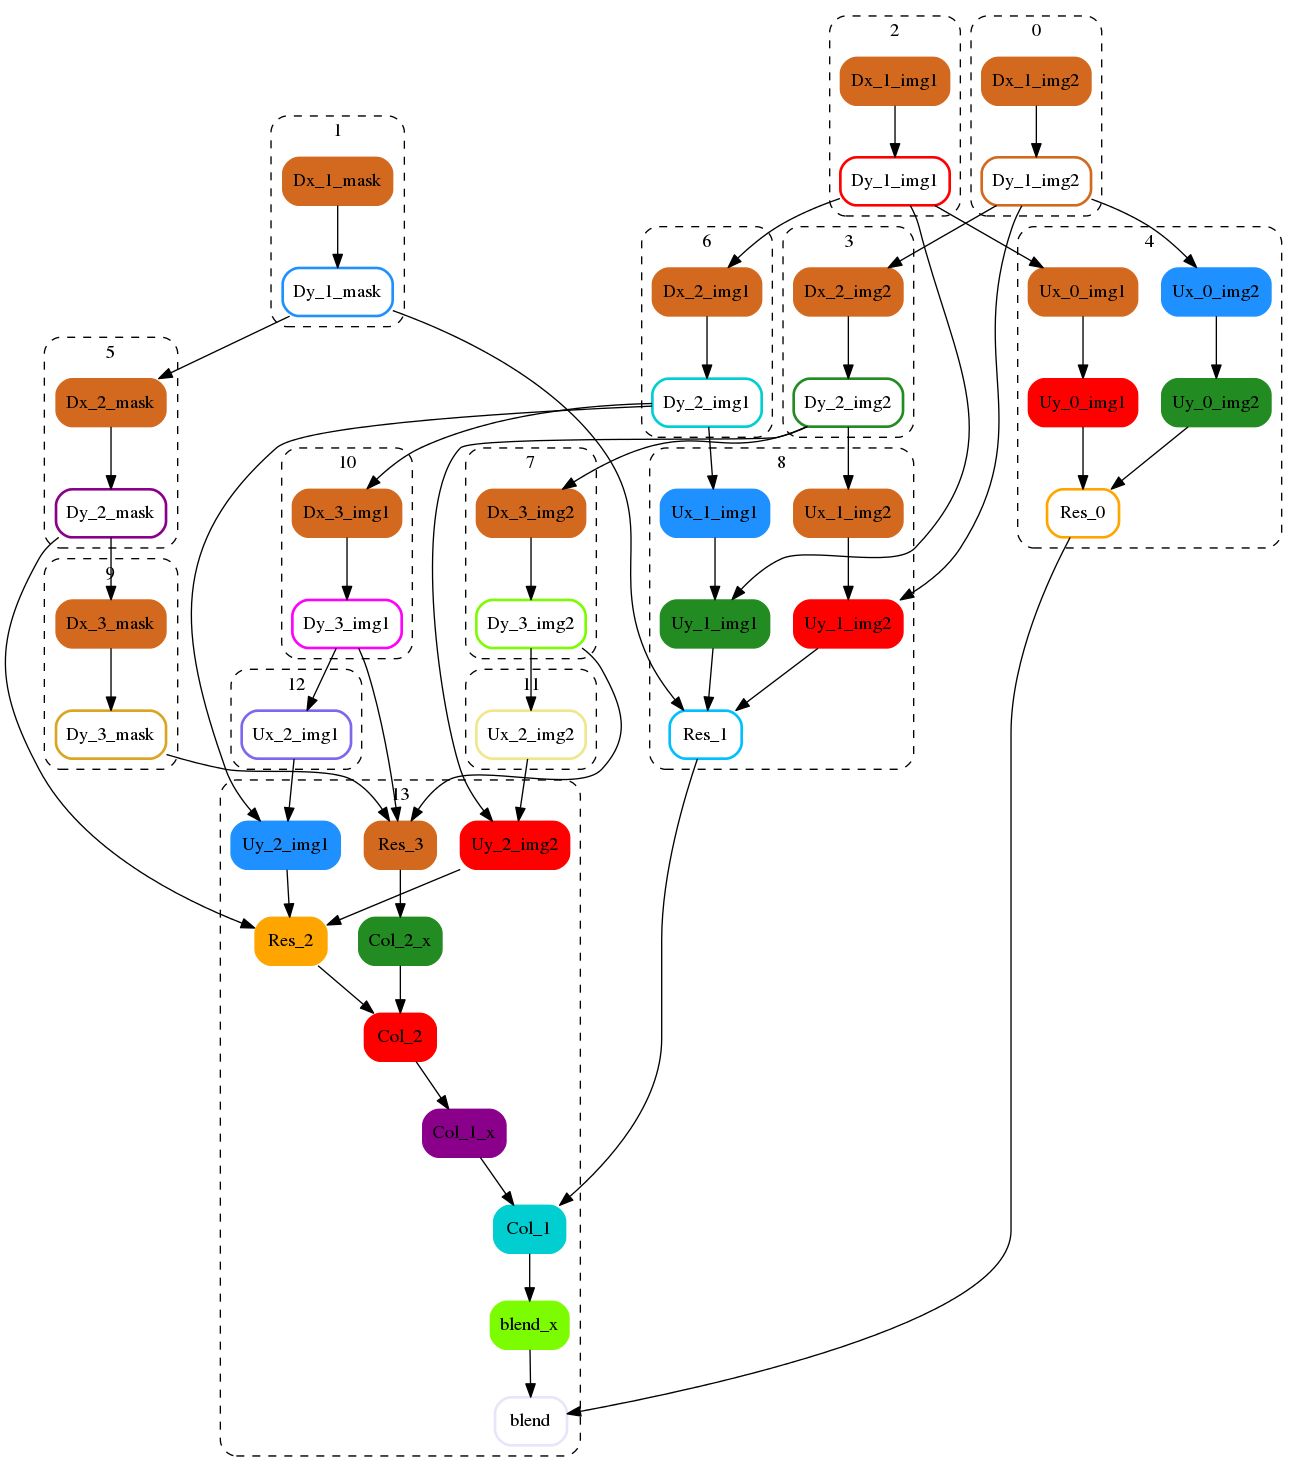 2
0
Dx_1_img1
Dx_1_img2
1
Dx_1_mask
Dy_1_img1
Dy_1_img2
6
3
4
Dy_1_mask
Dx_2_img1
Dx_2_img2
Ux_0_img1
Ux_0_img2
5
Dx_2_mask
Dy_2_img1
Dy_2_img2
Uy_0_img1
Uy_0_img2
10
7
8
Dy_2_mask
Dx_3_img1
Dx_3_img2
Ux_1_img1
Ux_1_img2
Res_0
9
Dx_3_mask
Dy_3_img1
Dy_3_img2
Uy_1_img1
Uy_1_img2
12
11
Dy_3_mask
Ux_2_img1
Ux_2_img2
Res_1
13
Uy_2_img1
Res_3
Uy_2_img2
Res_2
Col_2_x
Col_2
Col_1_x
Col_1
blend_x
blend